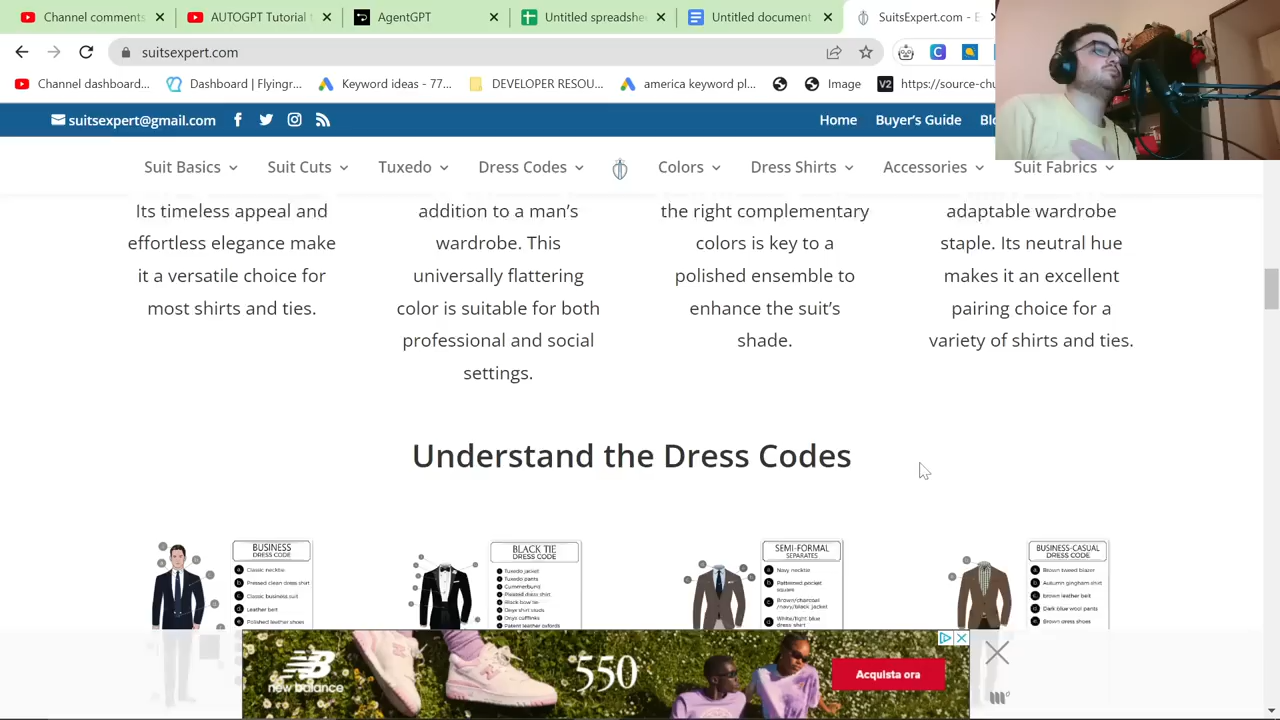 Comments
AUTOGPT Tutorial
AgentGPT
Untitled spreadshe
Untitled document
SuitsExpert.com - E
suitsexpert.com
Channel dashboard...
Dashboard | Flyingr...
Keyword ideas - 71...
DEVELOPER RESOU...
america keyword pl...
Image
https://source-chu
suitsexpert@gmail.com
Home
Buyer's Guide
Blo
Suit Basics
Suit Cuts
Tuxedo
Dress Codes
Colors
Dress Shirts
Accessories
Suit Fabrics
Its timeless appeal and
effortless elegance make
it a versatile choice for
most shirts and ties.
addition to a man's
wardrobe. This
universally flattering
color is suitable for both
professional and social
settings.
the right complementary
colors is key to a
polished ensemble to
enhance the suit's
shade.
adaptable wardrobe
staple. Its neutral hue
makes it an excellent
pairing choice for a
variety of shirts and ties.
Understand the Dress Codes
BUSINESS
DRESS CODE
Classic necktie
Pressed clean dress shirt
Classic business suit
Leather belt
Polished leather shoes
BLACK TIE
DRESS CODE
Tuxedo jacket
Tuxedo pants
Cummerbund
Pleated dress shirt
Black bow tie
Onyx shirt studs
Onyx cufflinks
Patent leather oxfords
SEMI-FORMAL
SEPARATES
Navy necktie
Patterned pocket
square
Brown/charcoal
/navy/black jacket
White/light blue
dress shirt
BUSINESS-CASUAL
DRESS CODE
Brown tweed blazer
Autumn gingham shirt
brown leather belt
Dark blue wool pants
Brown dress shoes
new balance
550
Acquista ora